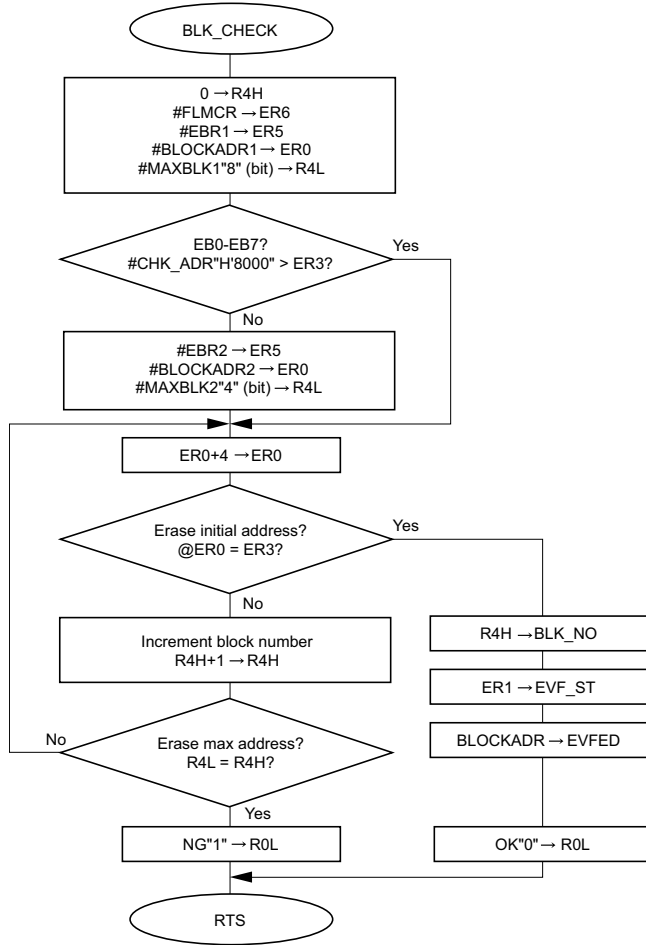 BLK_CHECK
0 →R4H
#FLMCR →ER6
#EBR1→ ER5
#BLOCKADR1→ ER0
#MAXBLK1"8" (bit) →R4L
EB0-EB7?
#CHK_ADR"H'8000" > ER3?
Yes
No
#EBR2→ER5
#BLOCKADR2 →ER0
#MAXBLK2"4" (bit) →R4L
ER0+4 →ER0
Erase initial address?
@ER0 = ER3?
Yes
No
Increment block number
R4H+1 →R4H
R4H →BLK_NO
ER1→EVF_ST
BLOCKADR →EVFED
Erase max address?
R4L = R4H?
No
Yes
NG"1" →R0L
OK"0"→ R0L
RTS